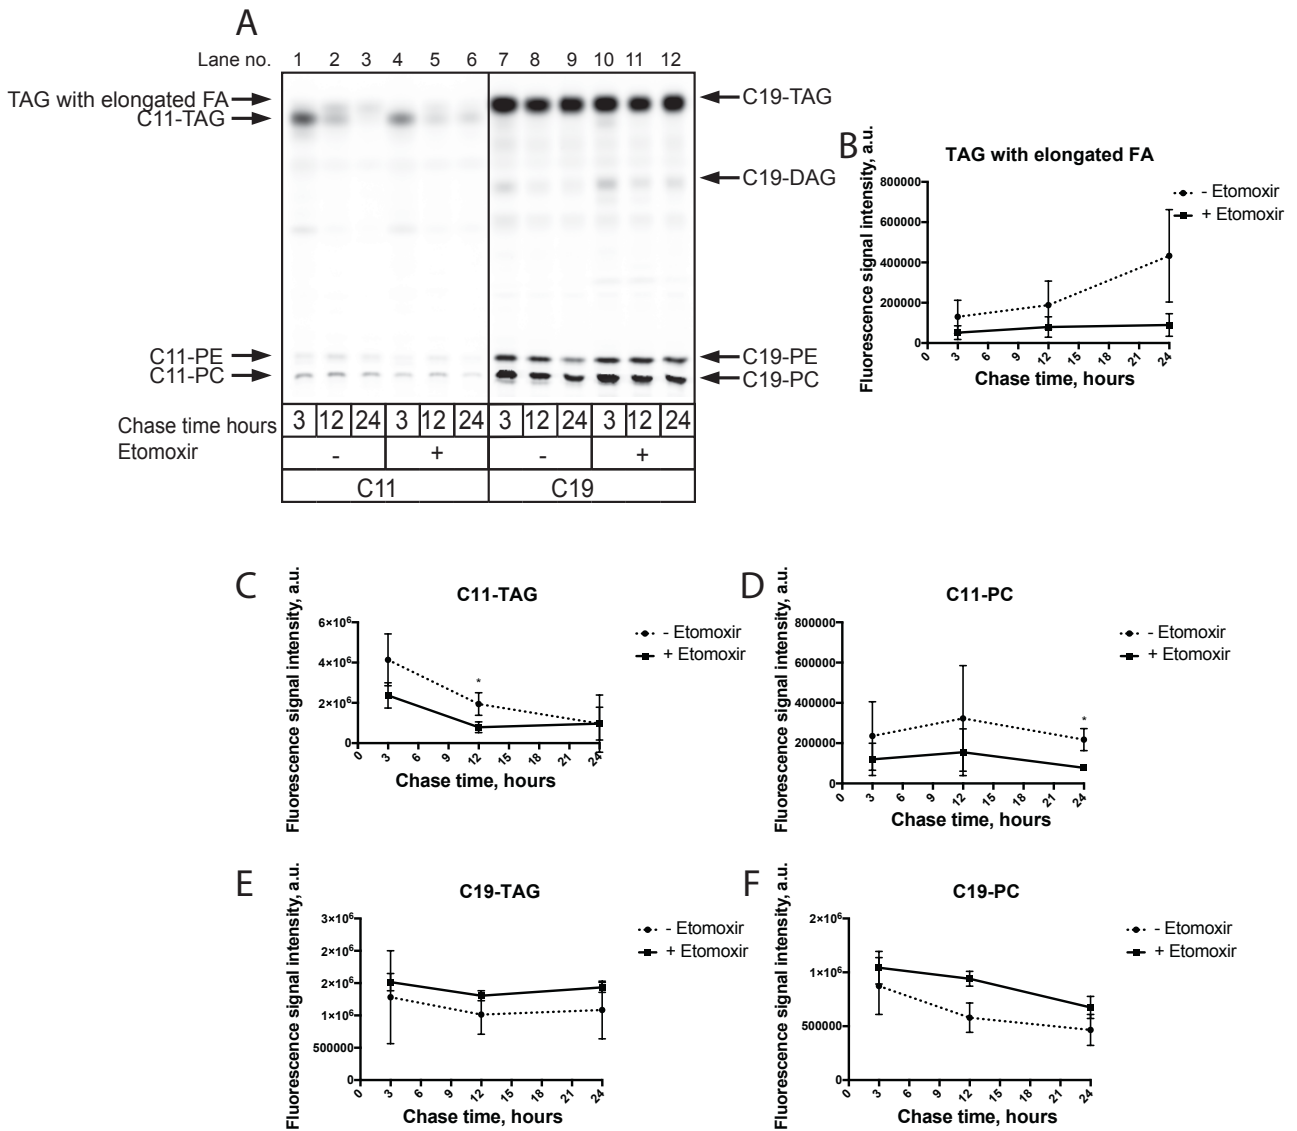 A
Lane no. 1 2 3 4 5 6 7 8 9 10 11 12
TAG with elongated FA
C11-TAG
C19-TAG
C19-DAG
C11-PE
C11-PC
C19-PE
C19-PC
Chase time hours 3 12 24 3 12 24 3 12 24 3 12 24
Etomoxir - + - +
C11 C19
B
TAG with elongated FA
Fluorescence signal intensity, a.u.
800000
600000
400000
200000
0
0 3 6 9 12 15 18 21 24
Chase time, hours
- Etomoxir
+ Etomoxir
C
C11-TAG
Fluorescence signal intensity, a.u.
6×10⁶
4×10⁶
2×10⁶
0
*
0 3 6 9 12 15 18 21 24
Chase time, hours
- Etomoxir
+ Etomoxir
D
C11-PC
Fluorescence signal intensity, a.u.
800000
600000
400000
200000
0
*
0 3 6 9 12 15 18 21 24
Chase time, hours
- Etomoxir
+ Etomoxir
E
C19-TAG
Fluorescence signal intensity, a.u.
3×10⁶
2×10⁶
2×10⁶
1×10⁶
500000
0
0 3 6 9 12 15 18 21 24
Chase time, hours
- Etomoxir
+ Etomoxir
F
C19-PC
Fluorescence signal intensity, a.u.
2×10⁶
1×10⁶
500000
0
0 3 6 9 12 15 18 21 24
Chase time, hours
- Etomoxir
+ Etomoxir